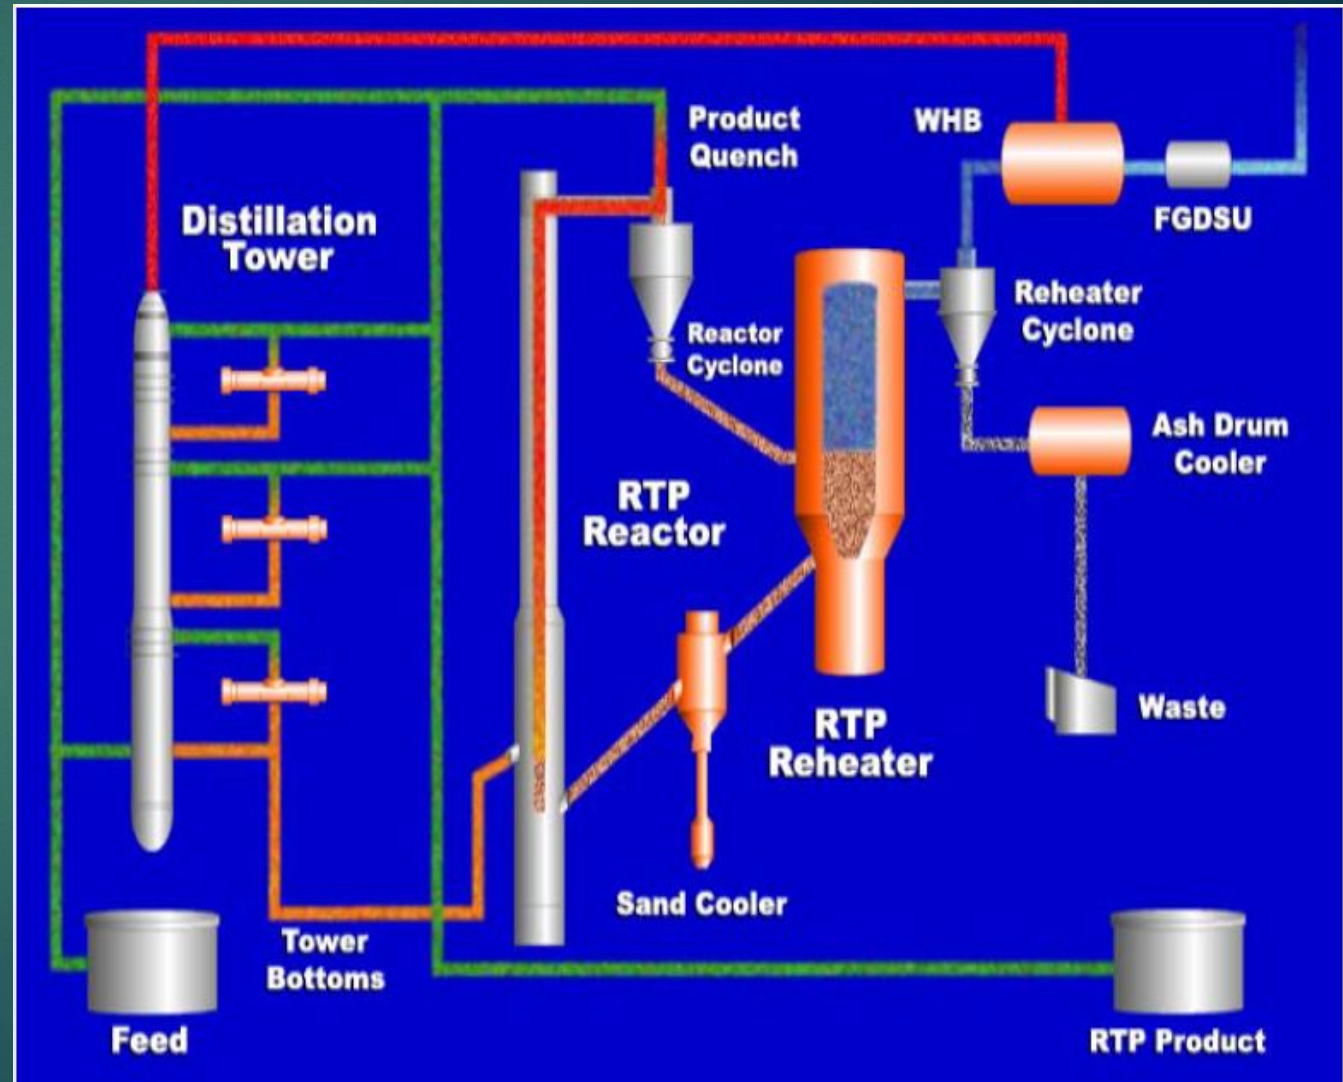 Product
Quench
WHB
Distillation
Tower
FGDSU
Reheater
Cyclone
Reactor
Cyclone
Ash Drum
Cooler
RTP
Reactor
Waste
RTP
Reheater
Sand Cooler
Tower
Bottoms
Feed
RTP Product